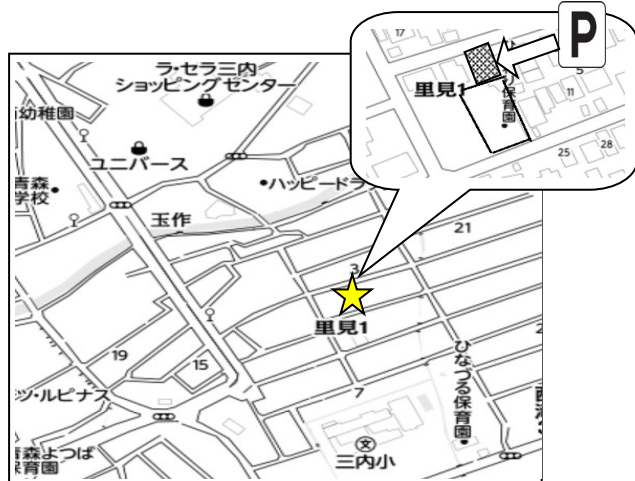 P
17
里見1
り保育園
5
11
25
28
ラ・セラ三内
ショッピングセンター
幼稚園
ユニバース
青森
学校
ハッピードラ
玉作
21
3
里見1
19
15
7
ひなづる保育園
ツ・ルピナス
三内小
文
青森よつば
保育園